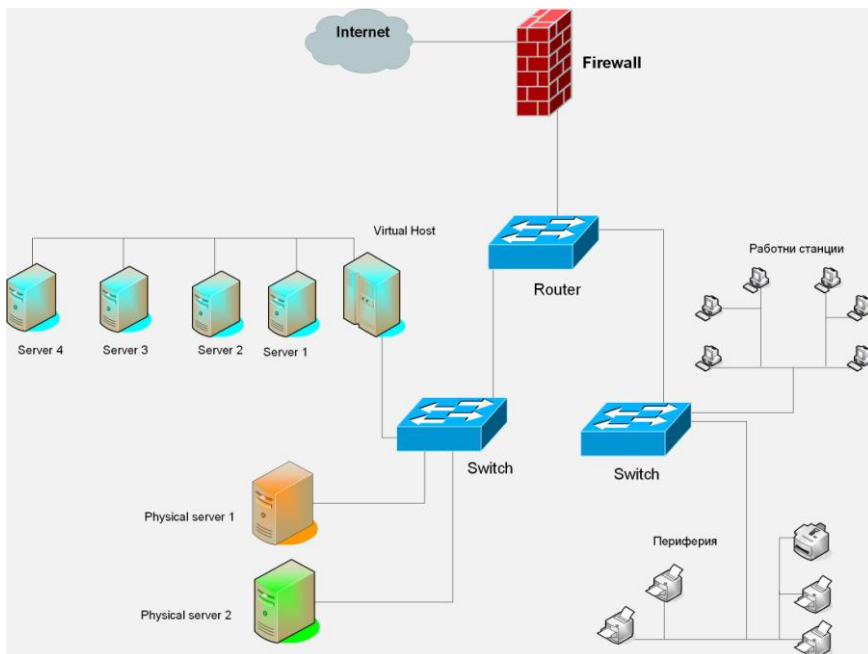 Internet
Firewall
Virtual Host
Router
Работни станции
Server 4
Server 3
Server 2
Server 1
Switch
Switch
Physical server 1
Периферия
Physical server 2